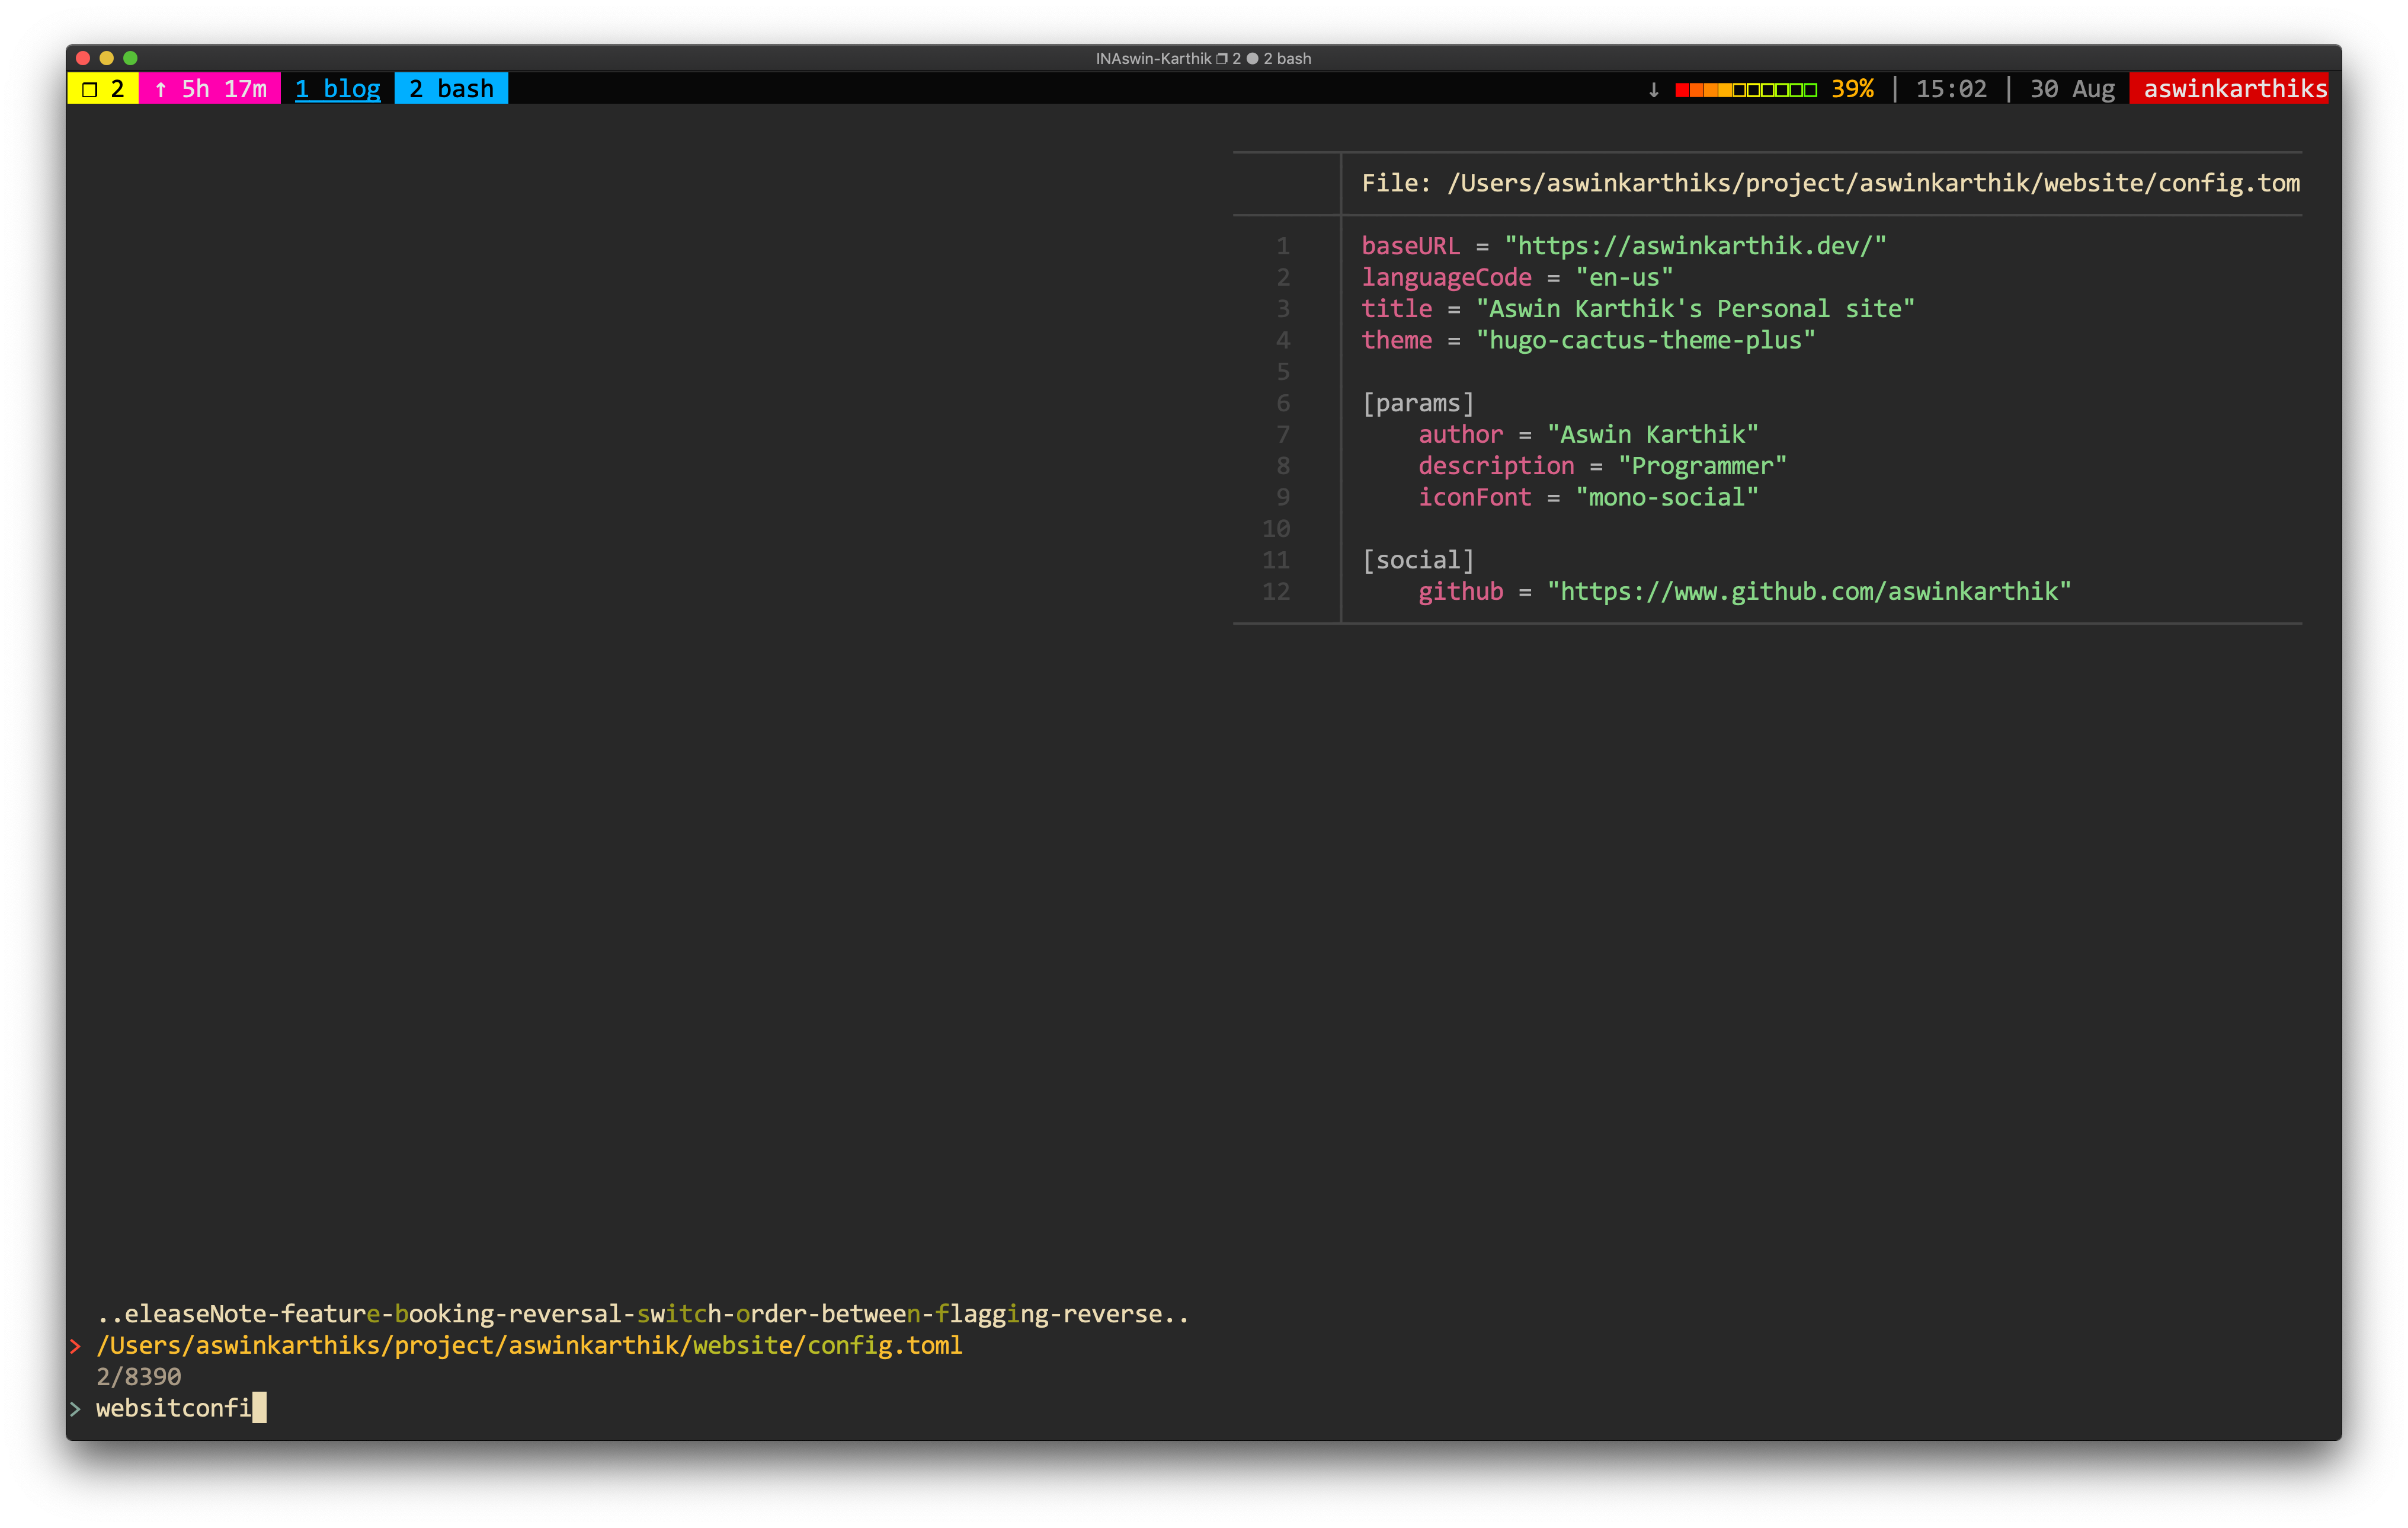 INAswin-Karthik ❐ 2 ● 2 bash
❐ 2 ↑ 5h 17m 1 blog 2 bash ↓ 39% | 15:02 | 30 Aug aswinkarthiks
File: /Users/aswinkarthiks/project/aswinkarthik/website/config.tom
1 baseURL = "https://aswinkarthik.dev/"
2 languageCode = "en-us"
3 title = "Aswin Karthik's Personal site"
4 theme = "hugo-cactus-theme-plus"
5
6 [params]
7 author = "Aswin Karthik"
8 description = "Programmer"
9 iconFont = "mono-social"
10
11 [social]
12 github = "https://www.github.com/aswinkarthik"
..eleaseNote-feature-booking-reversal-switch-order-between-flagging-reverse..
> /Users/aswinkarthiks/project/aswinkarthik/website/config.toml
2/8390
> websitconfi